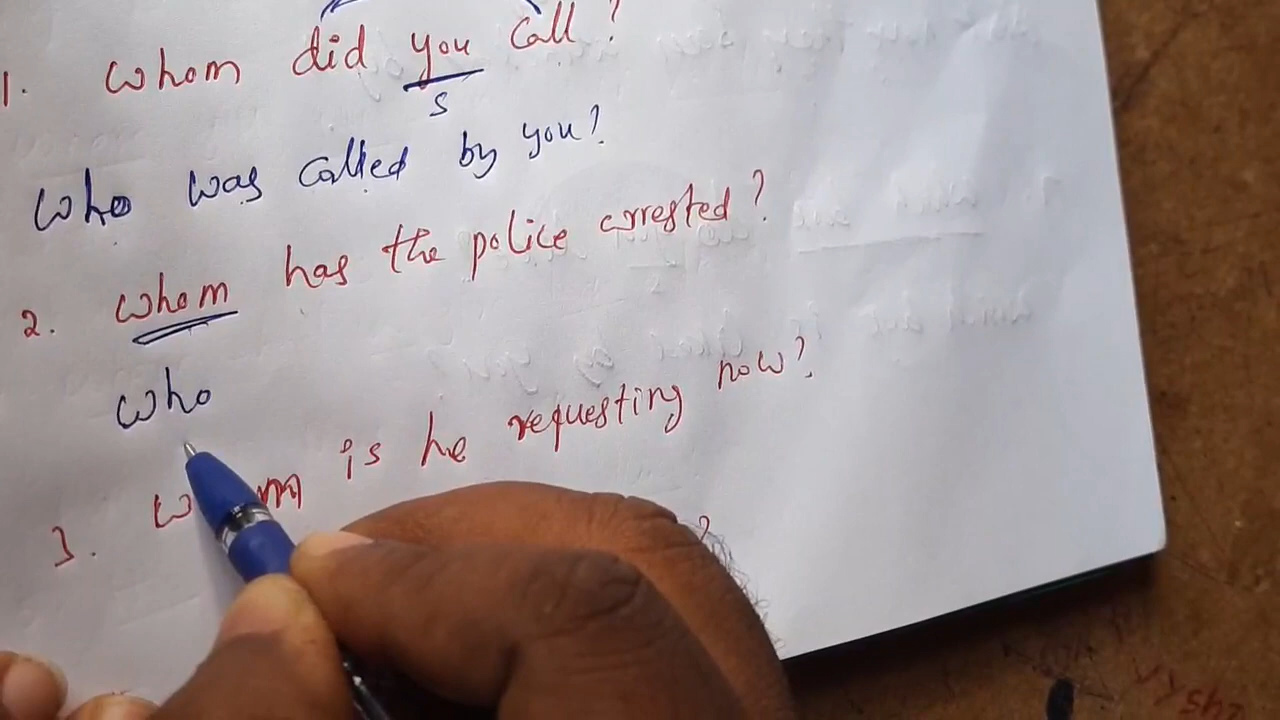 1. Whom did you call?
S
Who was called by you?
2. Whom has the police arrested?
Who
3. is he requesting now?
?